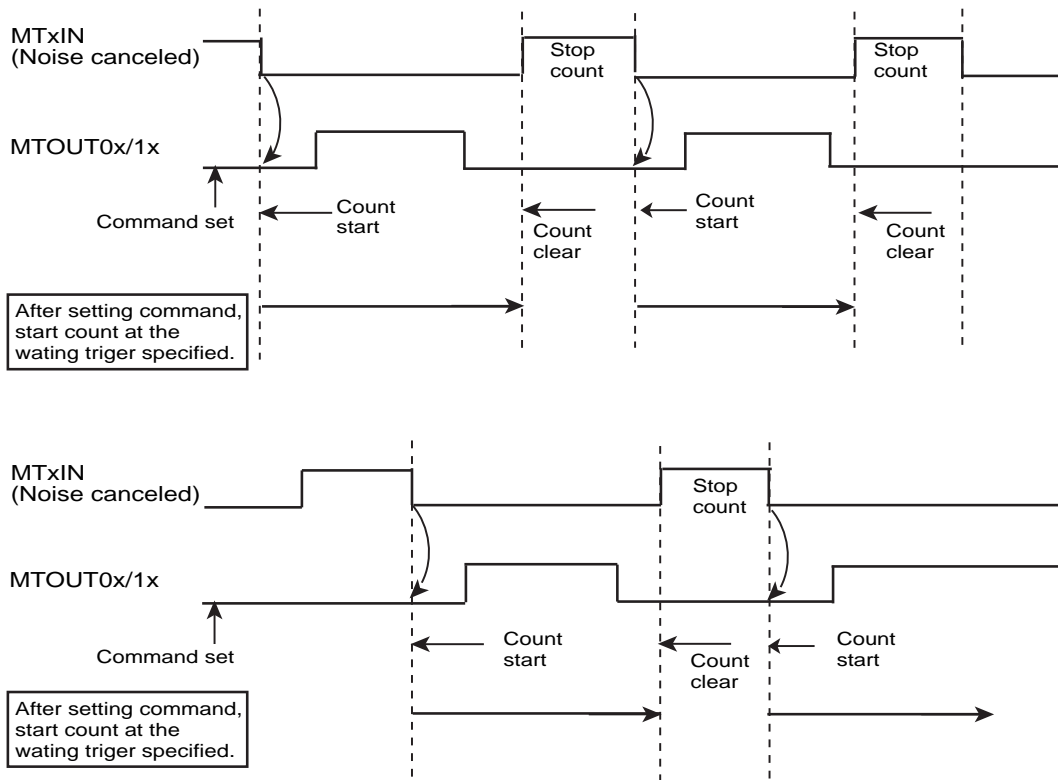 MTxIN
(Noise canceled)
Stop
count
Stop
count
MTOUT0x/1x
Command set
Count
start
Count
clear
Count
start
Count
clear
After setting command,
start count at the
wating triger specified.
MTxIN
(Noise canceled)
Stop
count
MTOUT0x/1x
Command set
Count
start
Count
clear
Count
start
After setting command,
start count at the
wating triger specified.